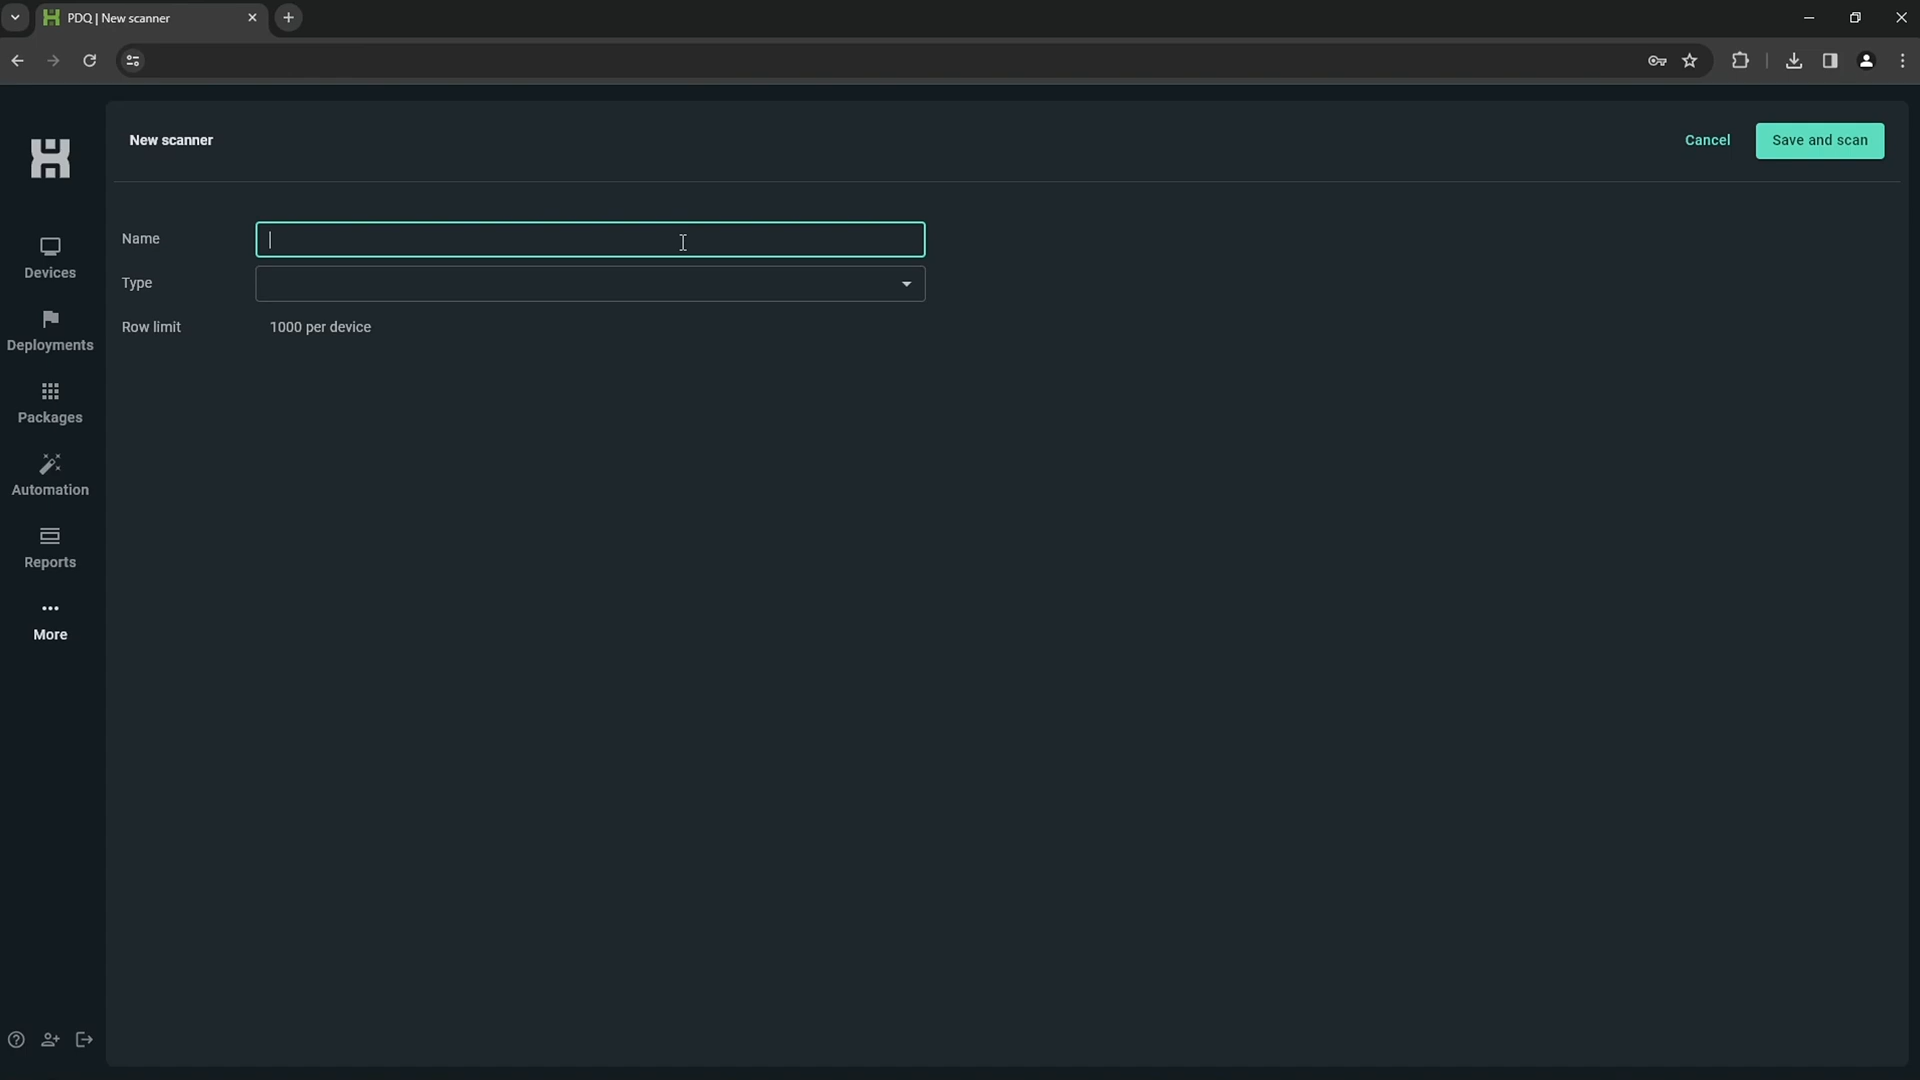 PDQ | New scanner
New scanner
Cancel
Save and scan
Name
Type
Row limit
1000 per device
Devices
Deployments
Packages
Automation
Reports
More